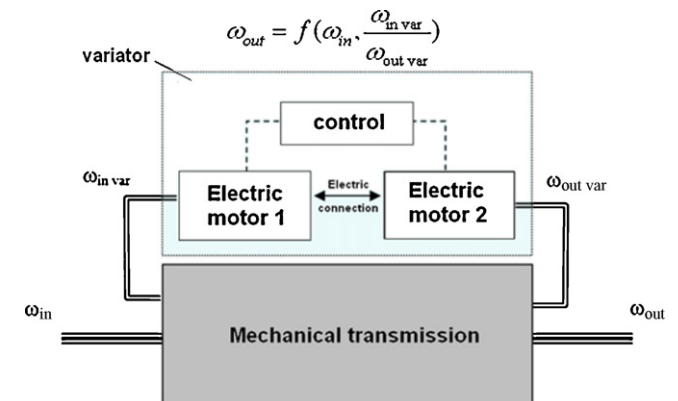 ω_out = f(ω_in, ω_in var / ω_out var)
variator
control
ω_in var
Electric motor 1
Electric connection
Electric motor 2
ω_out var
ω_in
Mechanical transmission
ω_out